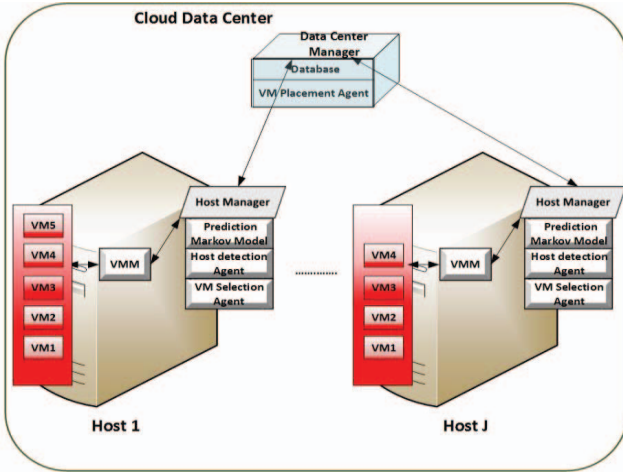 Cloud Data Center
Data Center
Manager
Database
VM Placement Agent
Host Manager
Prediction
Markov Model
Host detection
Agent
VM Selection
Agent
VMM
VM5
VM4
VM3
VM2
VM1
Host 1
..............
Host Manager
Prediction
Markov Model
Host detection
Agent
VM Selection
Agent
VMM
VM4
VM3
VM2
VM1
Host J